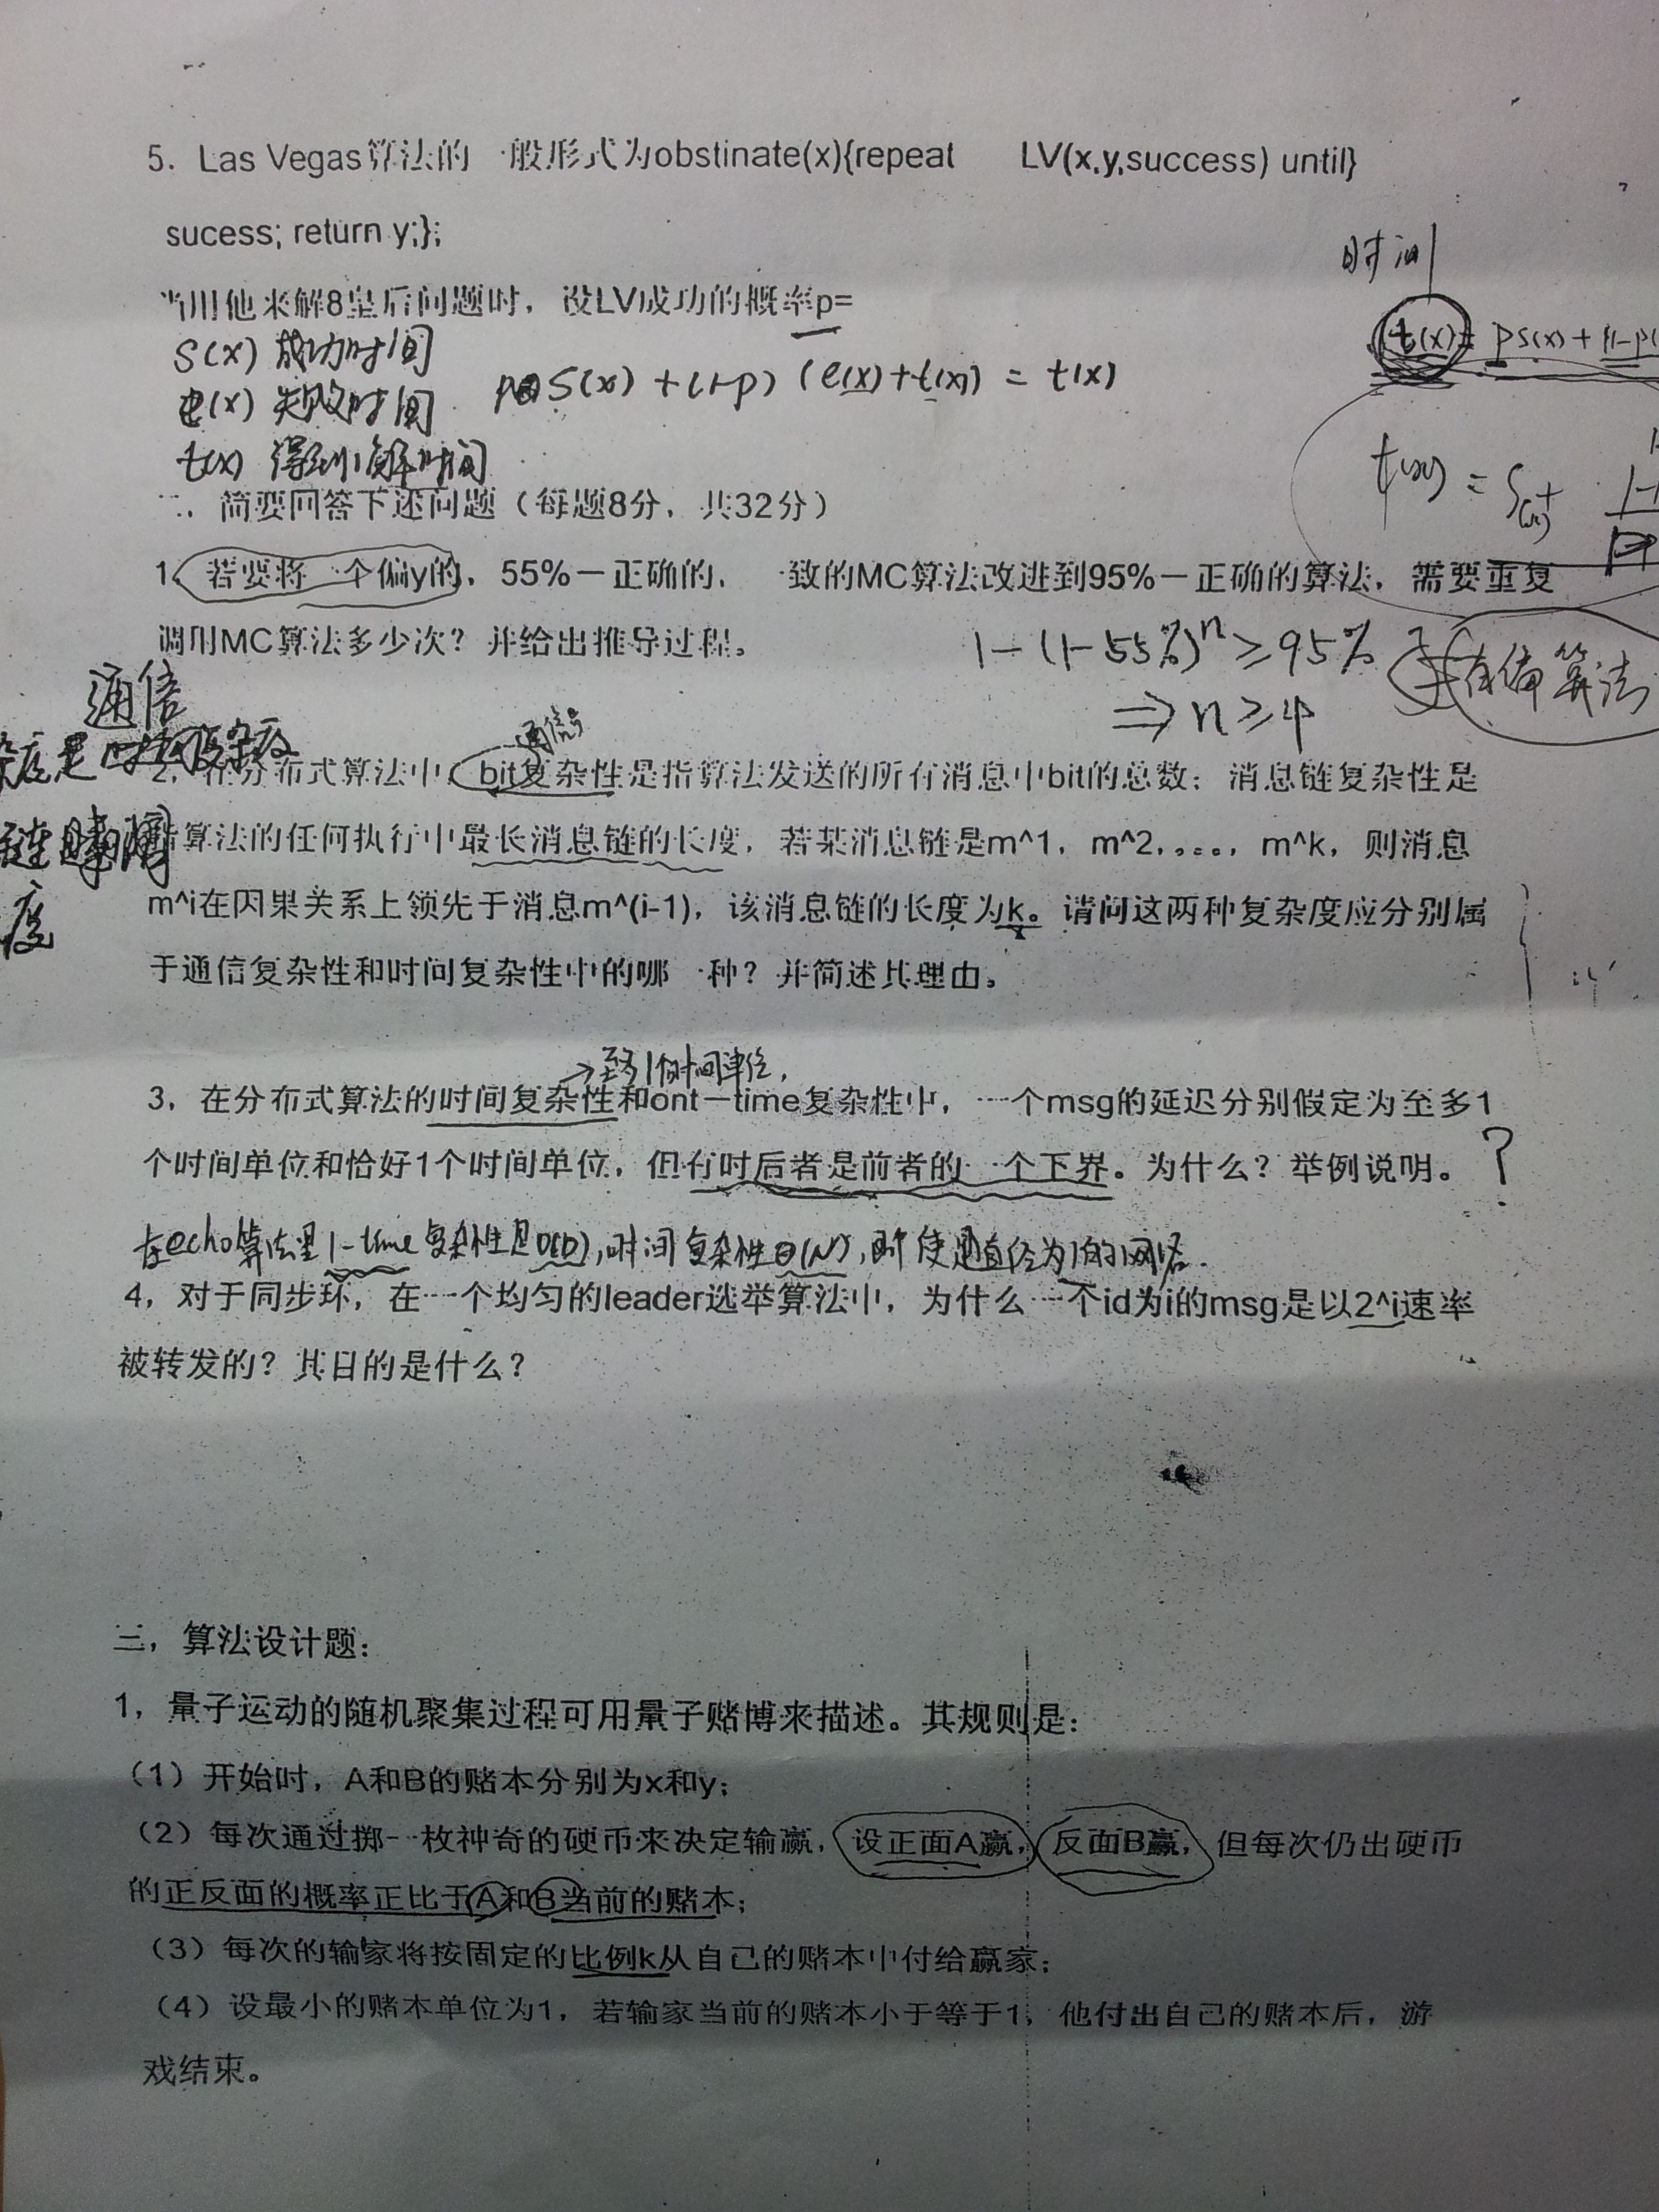 5. Las Vegas算法的一般形式为obstinate(x){repeat LV(x,y,success) until}
sucess; return y;};
时间
当用他来解8皇后问题时，设LV成功的概率p=
t(x)= ps(x)+(1-p)
S(x) 成功时间
p S(x) + (1-p) (e(x)+t(x)) = t(x)
e(x) 失败时间
t(x) 得到解时间
t(x) = S(x)+
二. 简要回答下述问题（每题8分，共32分）
1. 若要将一个偏y的，55%－正确的，一致的MC算法改进到95%－正确的算法，需要重复
调用MC算法多少次？并给出推导过程。
1-(1-55%)^n ≥95%
有偏算法
⇒ n≥4
通信
通信
杂度是时间复杂
2，在分布式算法中，bit复杂性是指算法发送的所有消息中bit的总数；消息链复杂性是
链
指算法的任何执行中最长消息链的长度，若某消息链是m^1，m^2，。。。，m^k，则消息
度
m^i在因果关系上领先于消息m^(i-1)，该消息链的长度为k。请问这两种复杂度应分别属
于通信复杂性和时间复杂性中的哪一种？并简述其理由。
→至多1个时间单位,
3，在分布式算法的时间复杂性和ont－time复杂性中，一个msg的延迟分别假定为至多1
个时间单位和恰好1个时间单位，但有时后者是前者的一个下界。为什么？举例说明。 ?
在echo算法里1-time复杂性是O(D),时间复杂性Θ(N),即使是直径为1的网络.
4，对于同步环，在一个均匀的leader选举算法中，为什么一个id为i的msg是以2^i速率
被转发的？其目的是什么？
三，算法设计题：
1，量子运动的随机聚集过程可用量子赌博来描述。其规则是：
（1）开始时，A和B的赌本分别为x和y；
（2）每次通过掷一枚神奇的硬币来决定输赢，设正面A赢，反面B赢，但每次仍出硬币
的正反面的概率正比于A和B当前的赌本；
（3）每次的输家将按固定的比例k从自己的赌本中付给赢家；
（4）设最小的赌本单位为1，若输家当前的赌本小于等于1，他付出自己的赌本后，游
戏结束。